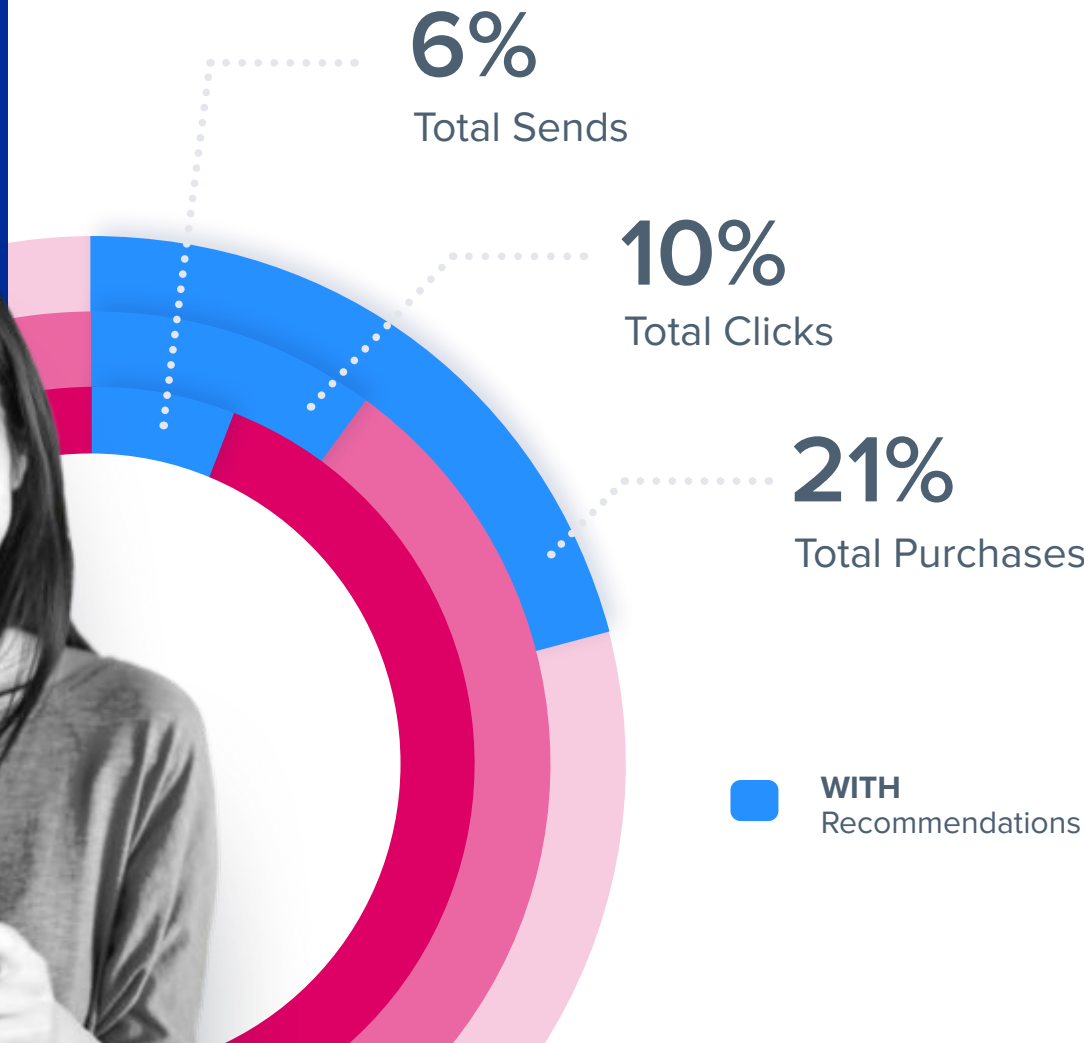 6%
Total Sends
10%
Total Clicks
21%
Total Purchases
WITH
Recommendations